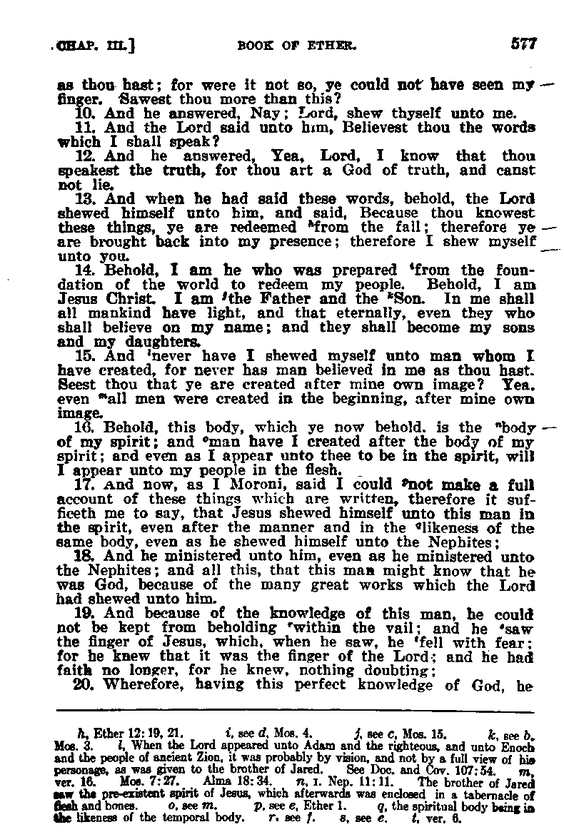 CHAP. III.] BOOK OF ETHER. 577
as thou hast; for were it not so, ye could not have seen my
finger. Sawest thou more than this?
10. And he answered, Nay; Lord, shew thyself unto me.
11. And the Lord said unto him, Believest thou the words
which I shall speak?
12. And he answered, Yea, Lord, I know that thou
speakest the truth, for thou art a God of truth, and canst
not lie.
13. And when he had said these words, behold, the Lord
shewed himself unto him, and said, Because thou knowest
these things, ye are redeemed ʰfrom the fall; therefore ye
are brought back into my presence; therefore I shew myself
unto you.
14. Behold, I am he who was prepared ⁱfrom the foun-
dation of the world to redeem my people. Behold, I am
Jesus Christ. I am ʲthe Father and the ᵏSon. In me shall
all mankind have light, and that eternally, even they who
shall believe on my name; and they shall become my sons
and my daughters.
15. And ˡnever have I shewed myself unto man whom I
have created, for never has man believed in me as thou hast.
Seest thou that ye are created after mine own image? Yea,
even ᵐall men were created in the beginning, after mine own
image.
16. Behold, this body, which ye now behold, is the ⁿbody
of my spirit; and ᵒman have I created after the body of my
spirit; and even as I appear unto thee to be in the spirit, will
I appear unto my people in the flesh.
17. And now, as I Moroni, said I could ᵖnot make a full
account of these things which are written, therefore it suf-
ficeth me to say, that Jesus shewed himself unto this man in
the spirit, even after the manner and in the ᑫlikeness of the
same body, even as he shewed himself unto the Nephites;
18. And he ministered unto him, even as he ministered unto
the Nephites; and all this, that this man might know that he
was God, because of the many great works which the Lord
had shewed unto him.
19. And because of the knowledge of this man, he could
not be kept from beholding ʳwithin the vail; and he ˢsaw
the finger of Jesus, which, when he saw, he ᵗfell with fear;
for he knew that it was the finger of the Lord; and he had
faith no longer, for he knew, nothing doubting;
20. Wherefore, having this perfect knowledge of God, he
h, Ether 12:19, 21. i, see d, Mos. 4. j, see c, Mos. 15. k, see b,
Mos. 3. l, When the Lord appeared unto Adam and the righteous, and unto Enoch
and the people of ancient Zion, it was probably by vision, and not by a full view of his
personage, as was given to the brother of Jared. See Doc. and Cov. 107:54. m,
ver. 16. Mos. 7:27. Alma 18:34. n, 1. Nep. 11:11. The brother of Jared
saw the pre-existent spirit of Jesus, which afterwards was enclosed in a tabernacle of
flesh and bones. o, see m. p, see e, Ether 1. q, the spiritual body being in
the likeness of the temporal body. r, see f. s, see e. t, ver. 6.